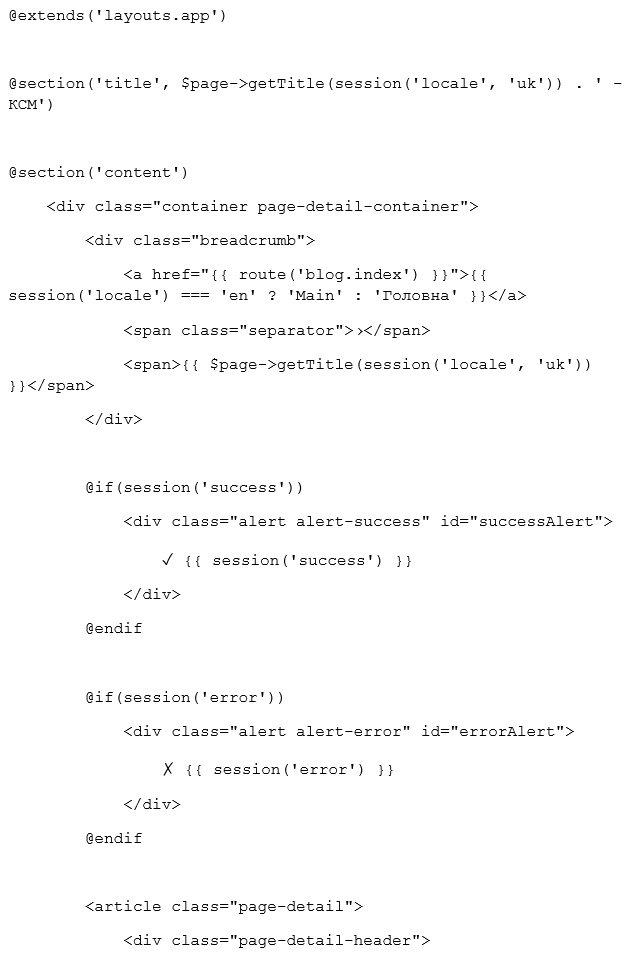 @extends('layouts.app')
@section('title', $page->getTitle(session('locale', 'uk')) . ' –
КСМ')
@section('content')
<div class="container page-detail-container">
<div class="breadcrumb">
<a href="{{ route('blog.index') }}">{{
session('locale') === 'en' ? 'Main' : 'Головна' }}</a>
<span class="separator">›</span>
<span>{{ $page->getTitle(session('locale', 'uk'))
}}</span>
</div>
@if(session('success'))
<div class="alert alert-success" id="successAlert">
✓ {{ session('success') }}
</div>
@endif
@if(session('error'))
<div class="alert alert-error" id="errorAlert">
✗ {{ session('error') }}
</div>
@endif
<article class="page-detail">
<div class="page-detail-header">